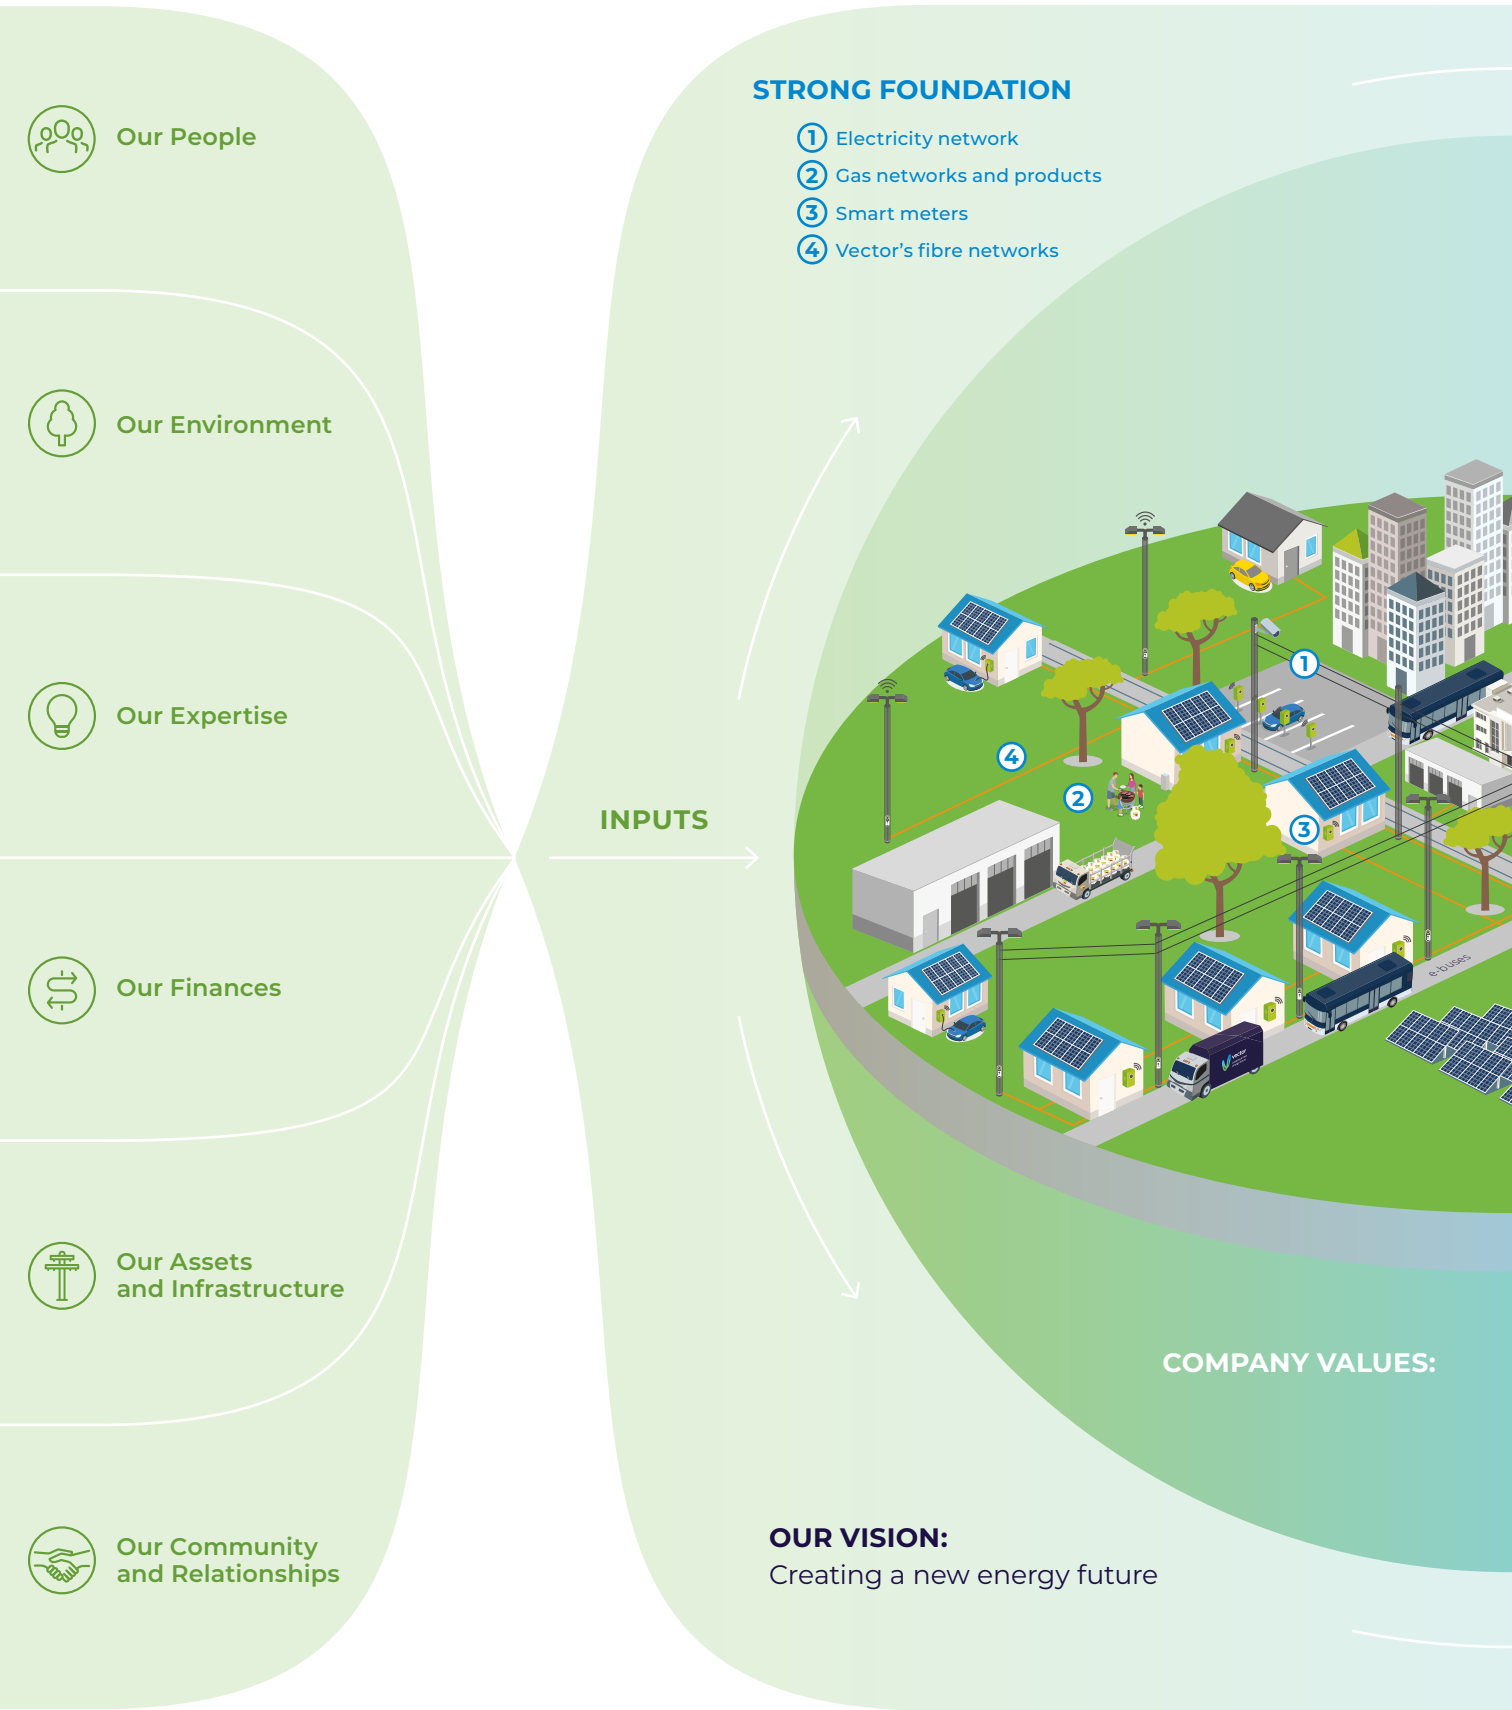 Our People
Our Environment
Our Expertise
Our Finances
Our Assets
and Infrastructure
Our Community
and Relationships
INPUTS
STRONG FOUNDATION
1 Electricity network
2 Gas networks and products
3 Smart meters
4 Vector’s fibre networks
1
4
2
3
e-buses
vector
COMPANY VALUES:
OUR VISION:
Creating a new energy future